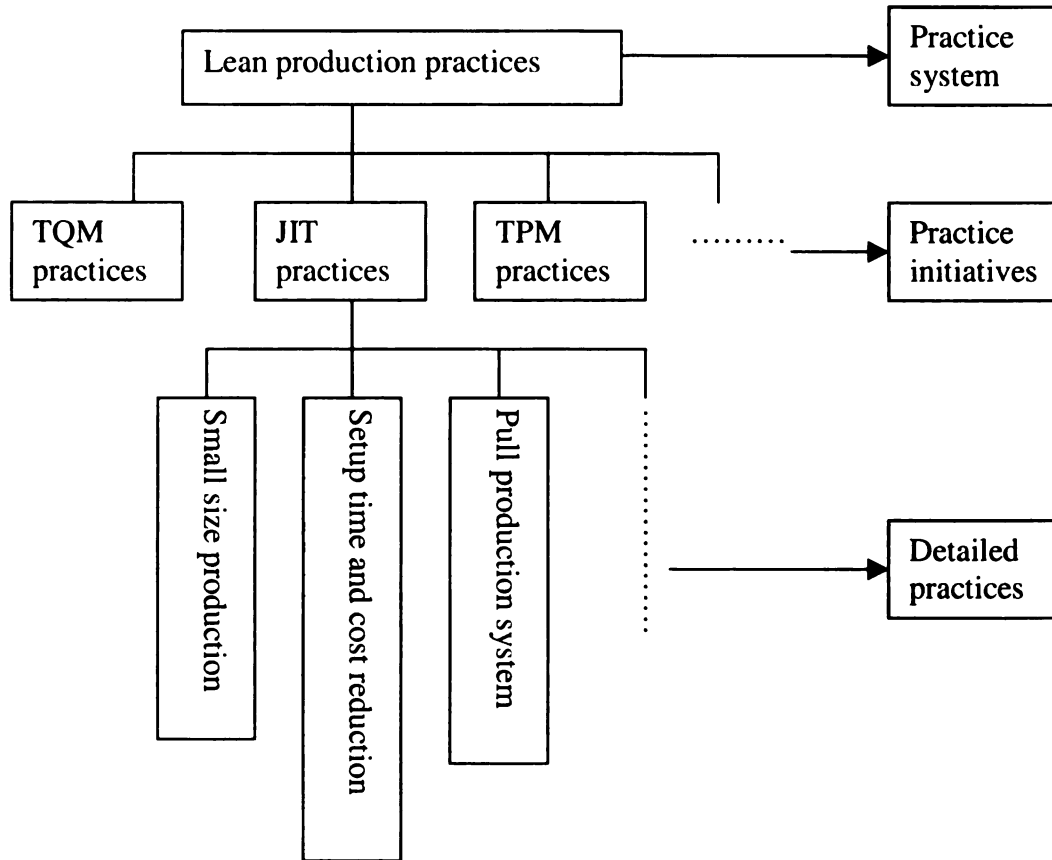 Lean production practices
Practice
system
TQM
practices
JIT
practices
TPM
practices
Practice
initiatives
Small size production
Setup time and cost reduction
Pull production system
Detailed
practices